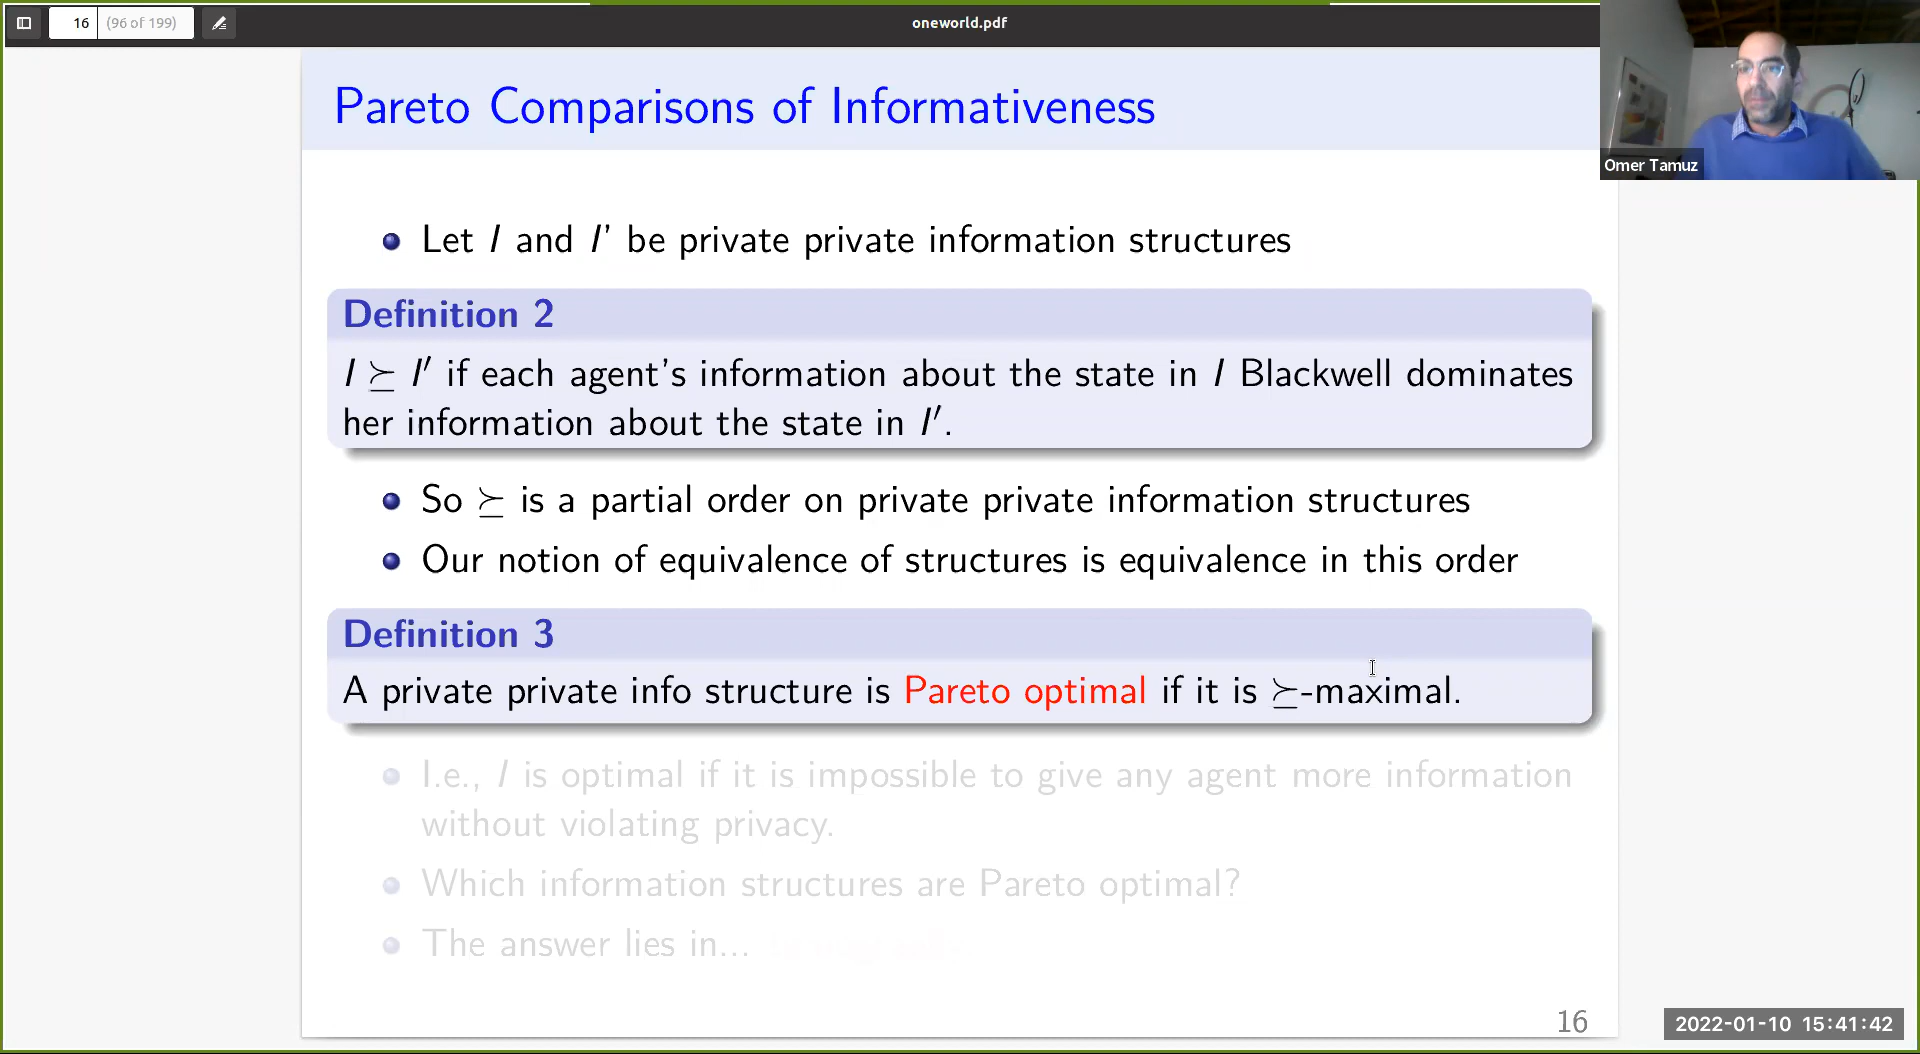 16 (96 of 199)
oneworld.pdf
Omer Tamuz
Pareto Comparisons of Informativeness
Let I and I' be private private information structures
Definition 2
I ⪰ I′ if each agent's information about the state in I Blackwell dominates
her information about the state in I′.
So ⪰ is a partial order on private private information structures
Our notion of equivalence of structures is equivalence in this order
Definition 3
A private private info structure is Pareto optimal if it is ⪰-maximal.
I.e., I is optimal if it is impossible to give any agent more information
without violating privacy.
Which information structures are Pareto optimal?
The answer lies in...
16
2022-01-10 15:41:42